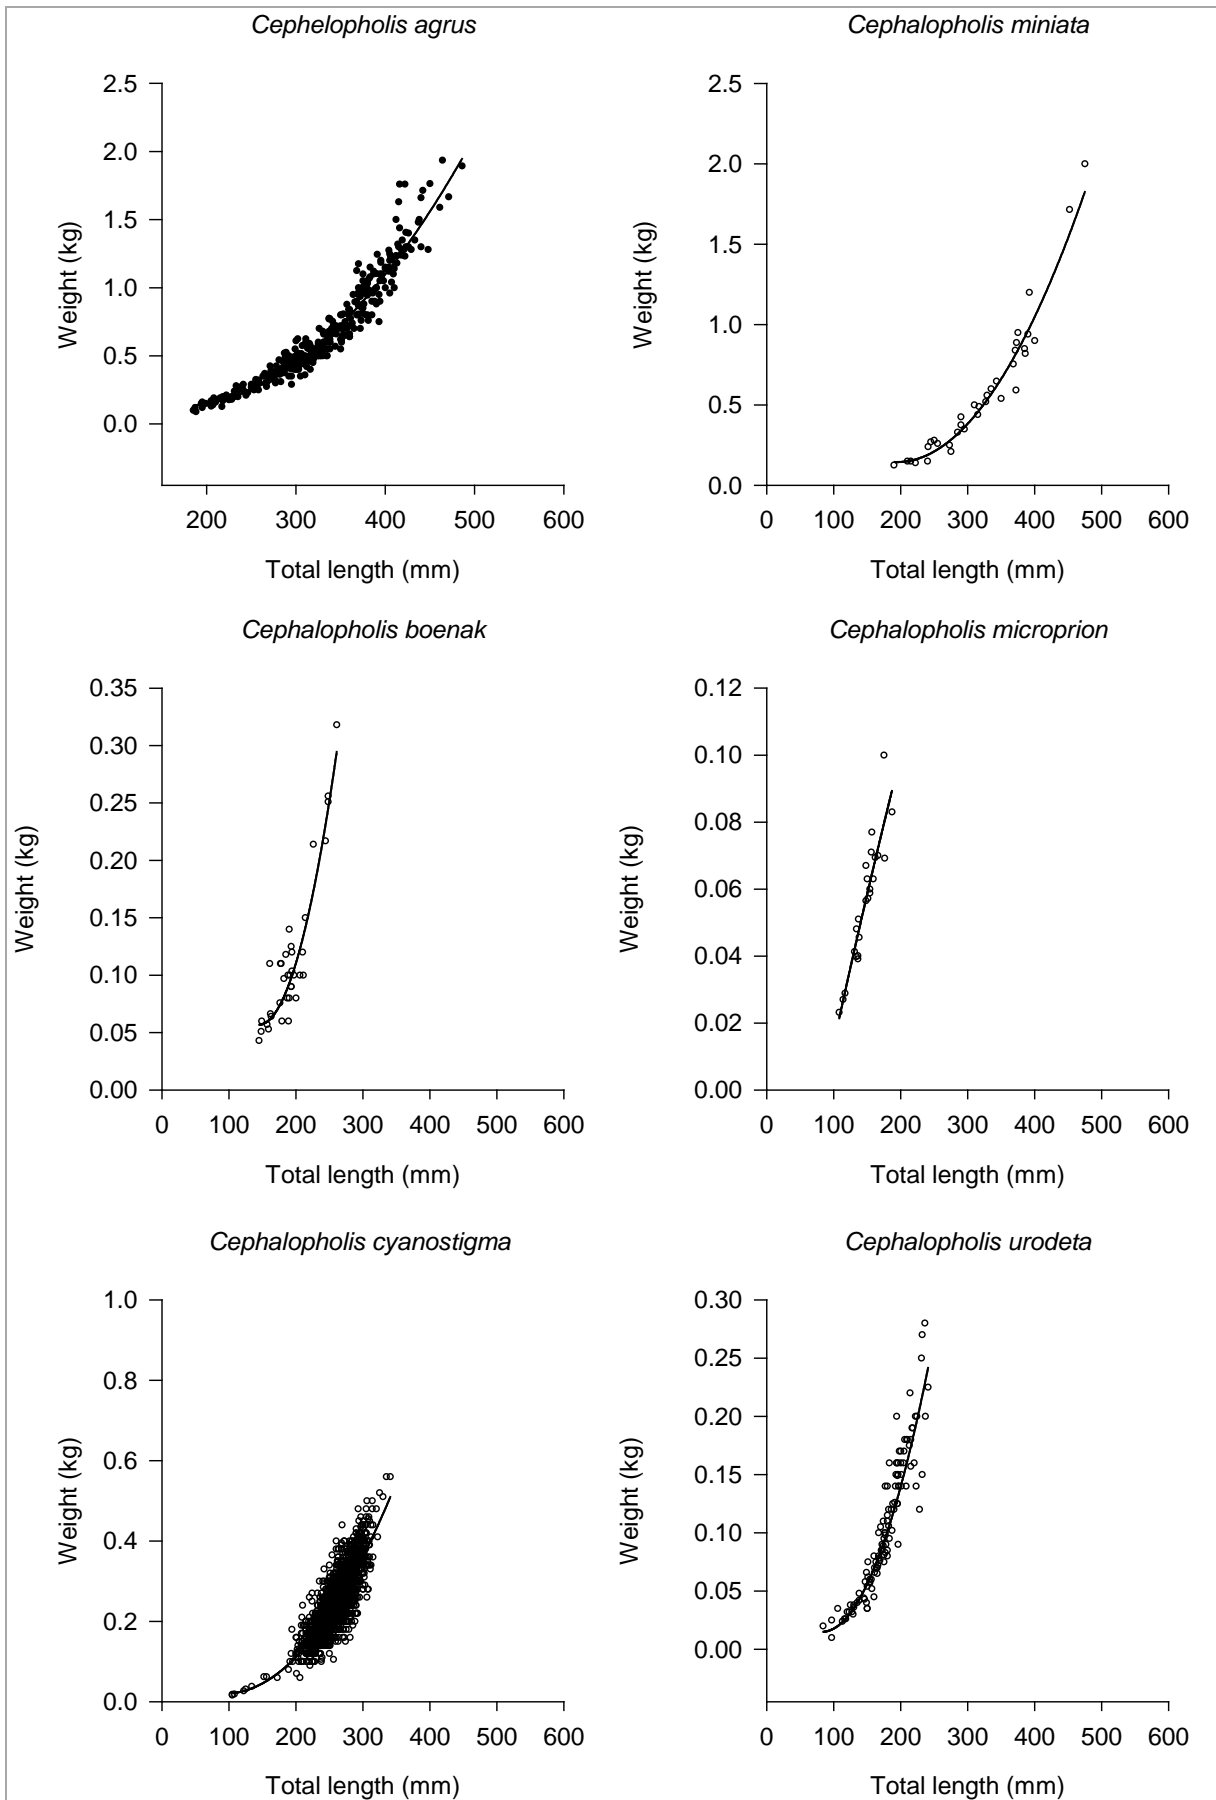 Cephelopholis agrus
2.5
2.0
1.5
1.0
0.5
0.0
Weight (kg)
200 300 400 500 600
Total length (mm)
Cephalopholis miniata
2.5
2.0
1.5
1.0
0.5
0.0
Weight (kg)
0 100 200 300 400 500 600
Total length (mm)
Cephalopholis boenak
0.35
0.30
0.25
0.20
0.15
0.10
0.05
0.00
Weight (kg)
0 100 200 300 400 500 600
Total length (mm)
Cephalopholis microprion
0.12
0.10
0.08
0.06
0.04
0.02
0.00
Weight (kg)
0 100 200 300 400 500 600
Total length (mm)
Cephalopholis cyanostigma
1.0
0.8
0.6
0.4
0.2
0.0
Weight (kg)
0 100 200 300 400 500 600
Total length (mm)
Cephalopholis urodeta
0.30
0.25
0.20
0.15
0.10
0.05
0.00
Weight (kg)
0 100 200 300 400 500 600
Total length (mm)